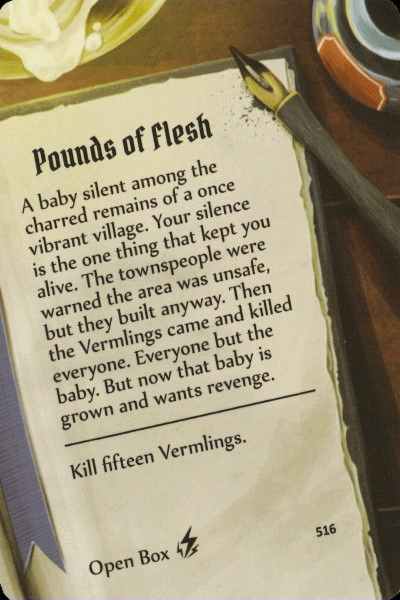 Pounds of Flesh
A baby silent among the
charred remains of a once
vibrant village. Your silence
is the one thing that kept you
alive. The townspeople were
warned the area was unsafe,
but they built anyway. Then
the Vermlings came and killed
everyone. Everyone but the
baby. But now that baby is
grown and wants revenge.
Kill fifteen Vermlings.
516
Open Box